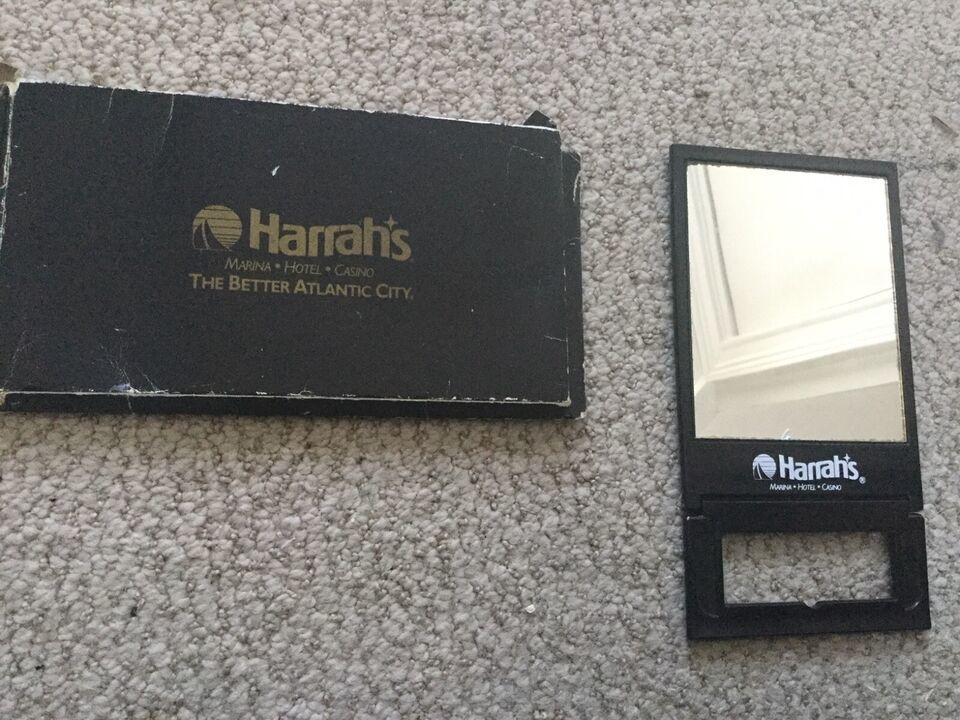 Harrah's
MARINA • HOTEL • CASINO
THE BETTER ATLANTIC CITY.
Harrah's®
MARINA • HOTEL • CASINO